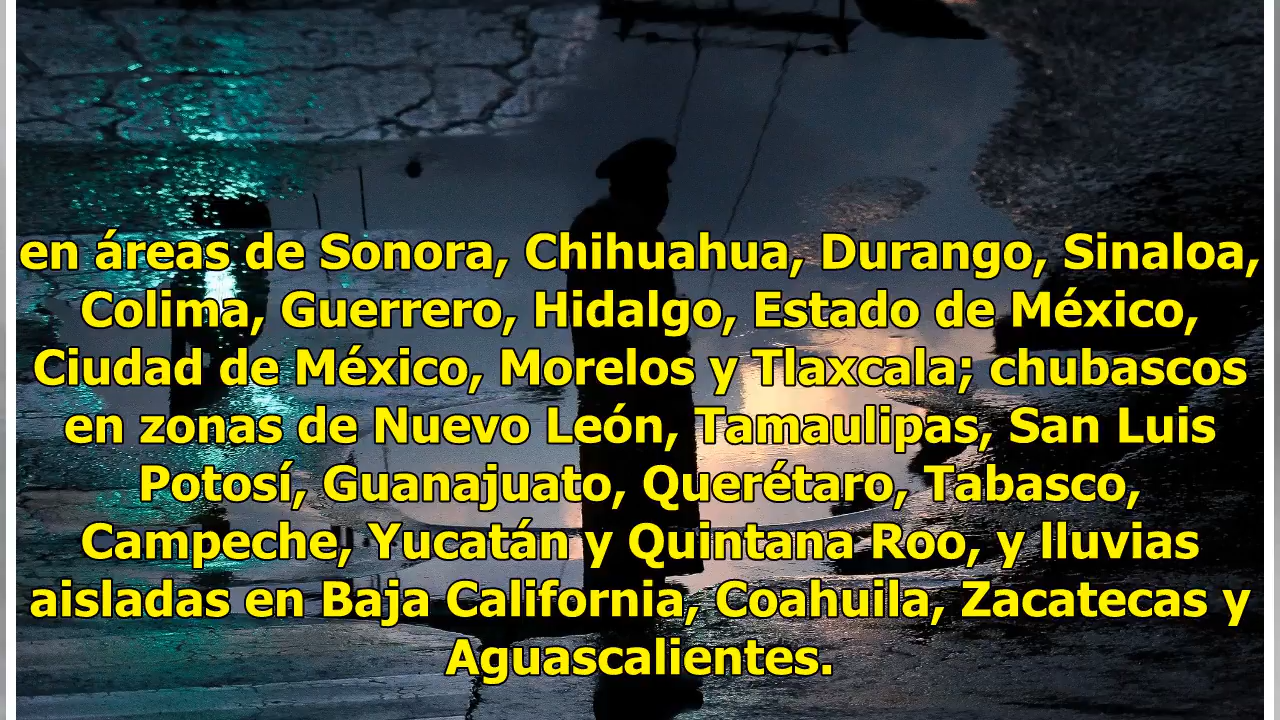 en áreas de Sonora, Chihuahua, Durango, Sinaloa,
Colima, Guerrero, Hidalgo, Estado de México,
Ciudad de México, Morelos y Tlaxcala; chubascos
en zonas de Nuevo León, Tamaulipas, San Luis
Potosí, Guanajuato, Querétaro, Tabasco,
Campeche, Yucatán y Quintana Roo, y lluvias
aisladas en Baja California, Coahuila, Zacatecas y
Aguascalientes.